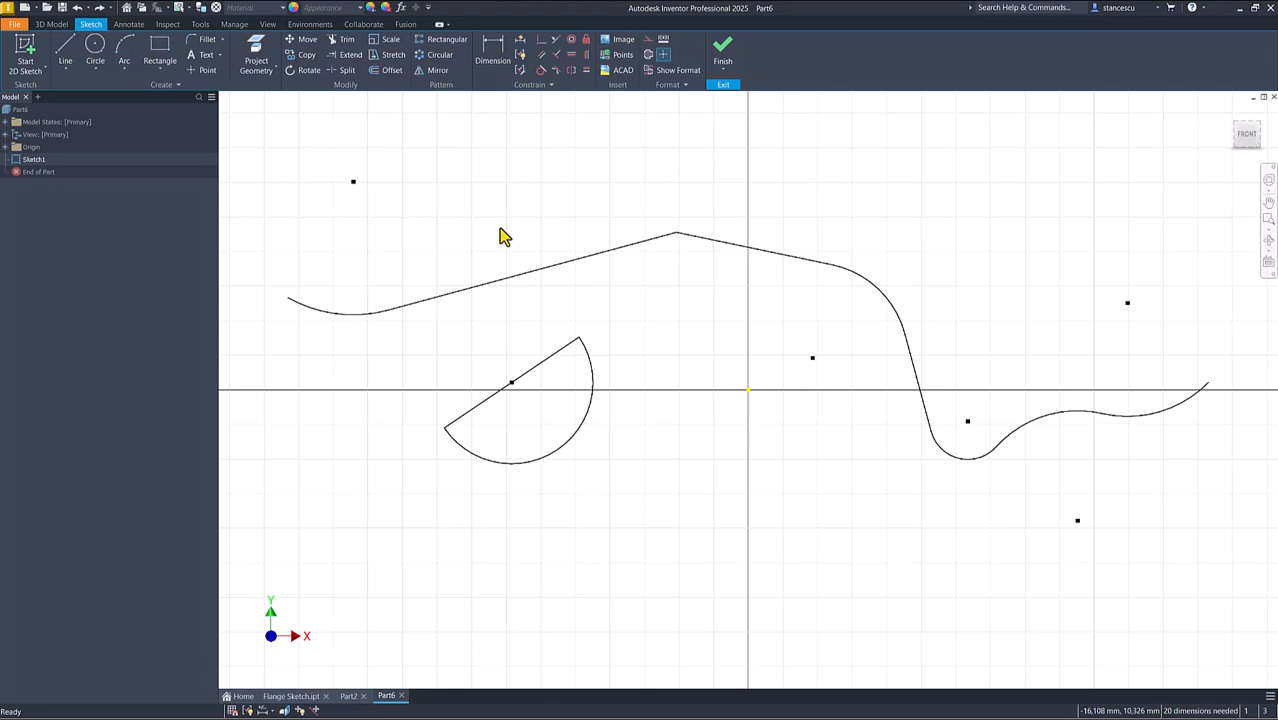 Material Appearance Autodesk Inventor Professional 2025 Part6 Search Help & Commands... stancescu
File 3D Model Sketch Annotate Inspect Tools Manage View Environments Collaborate Fusion
Start 2D Sketch Line Circle Arc Rectangle Fillet Text Point Project Geometry Move Copy Rotate Trim Extend Split Scale Stretch Offset Rectangular Circular Mirror Dimension Image Points ACAD Show Format Finish
Sketch Create Modify Pattern Constrain Insert Format Exit
Model
Part6
Model States: [Primary]
View: [Primary]
Origin
Sketch1
End of Part
FRONT
Y
X
Home Flange Sketch.ipt Part2 Part6
Ready -16,108 mm, 10,326 mm 20 dimensions needed 1 3